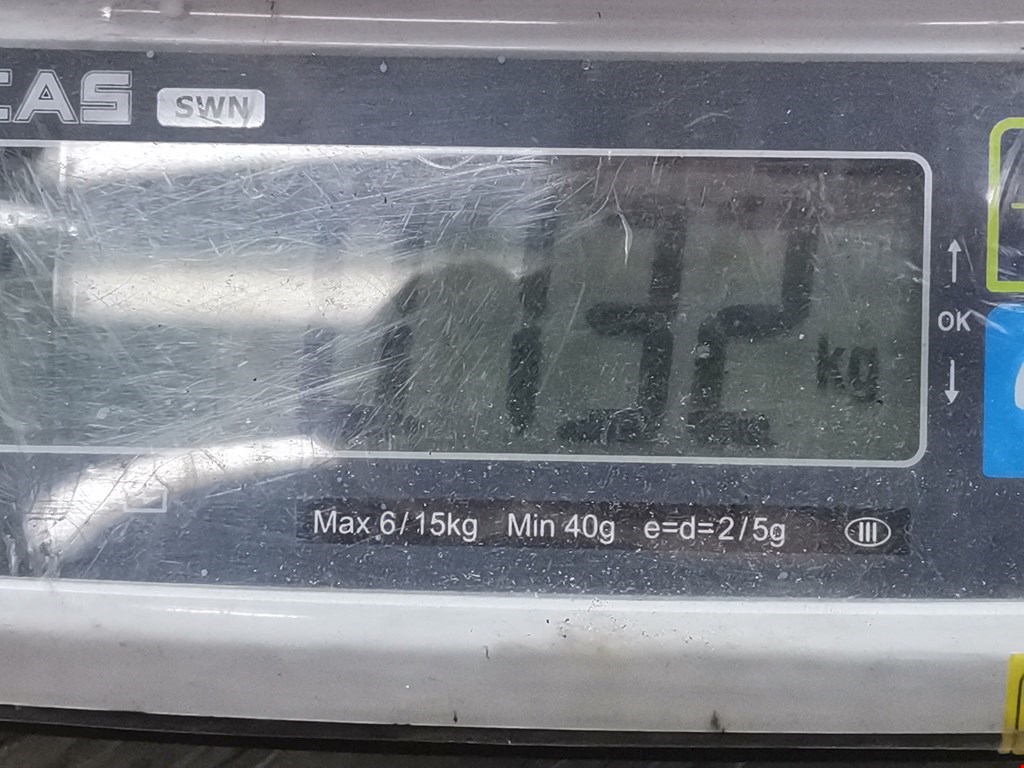 CAS SWN
0.132 kg
OK
Max 6/15kg Min 40g e=d=2/5g III